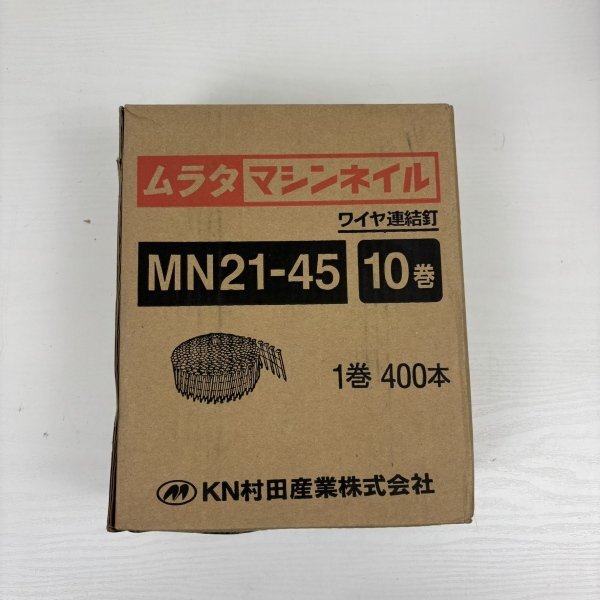 ムラタマシンネイル
ワイヤ連結釘
MN21-45 10巻
1巻 400本
KN村田産業株式会社